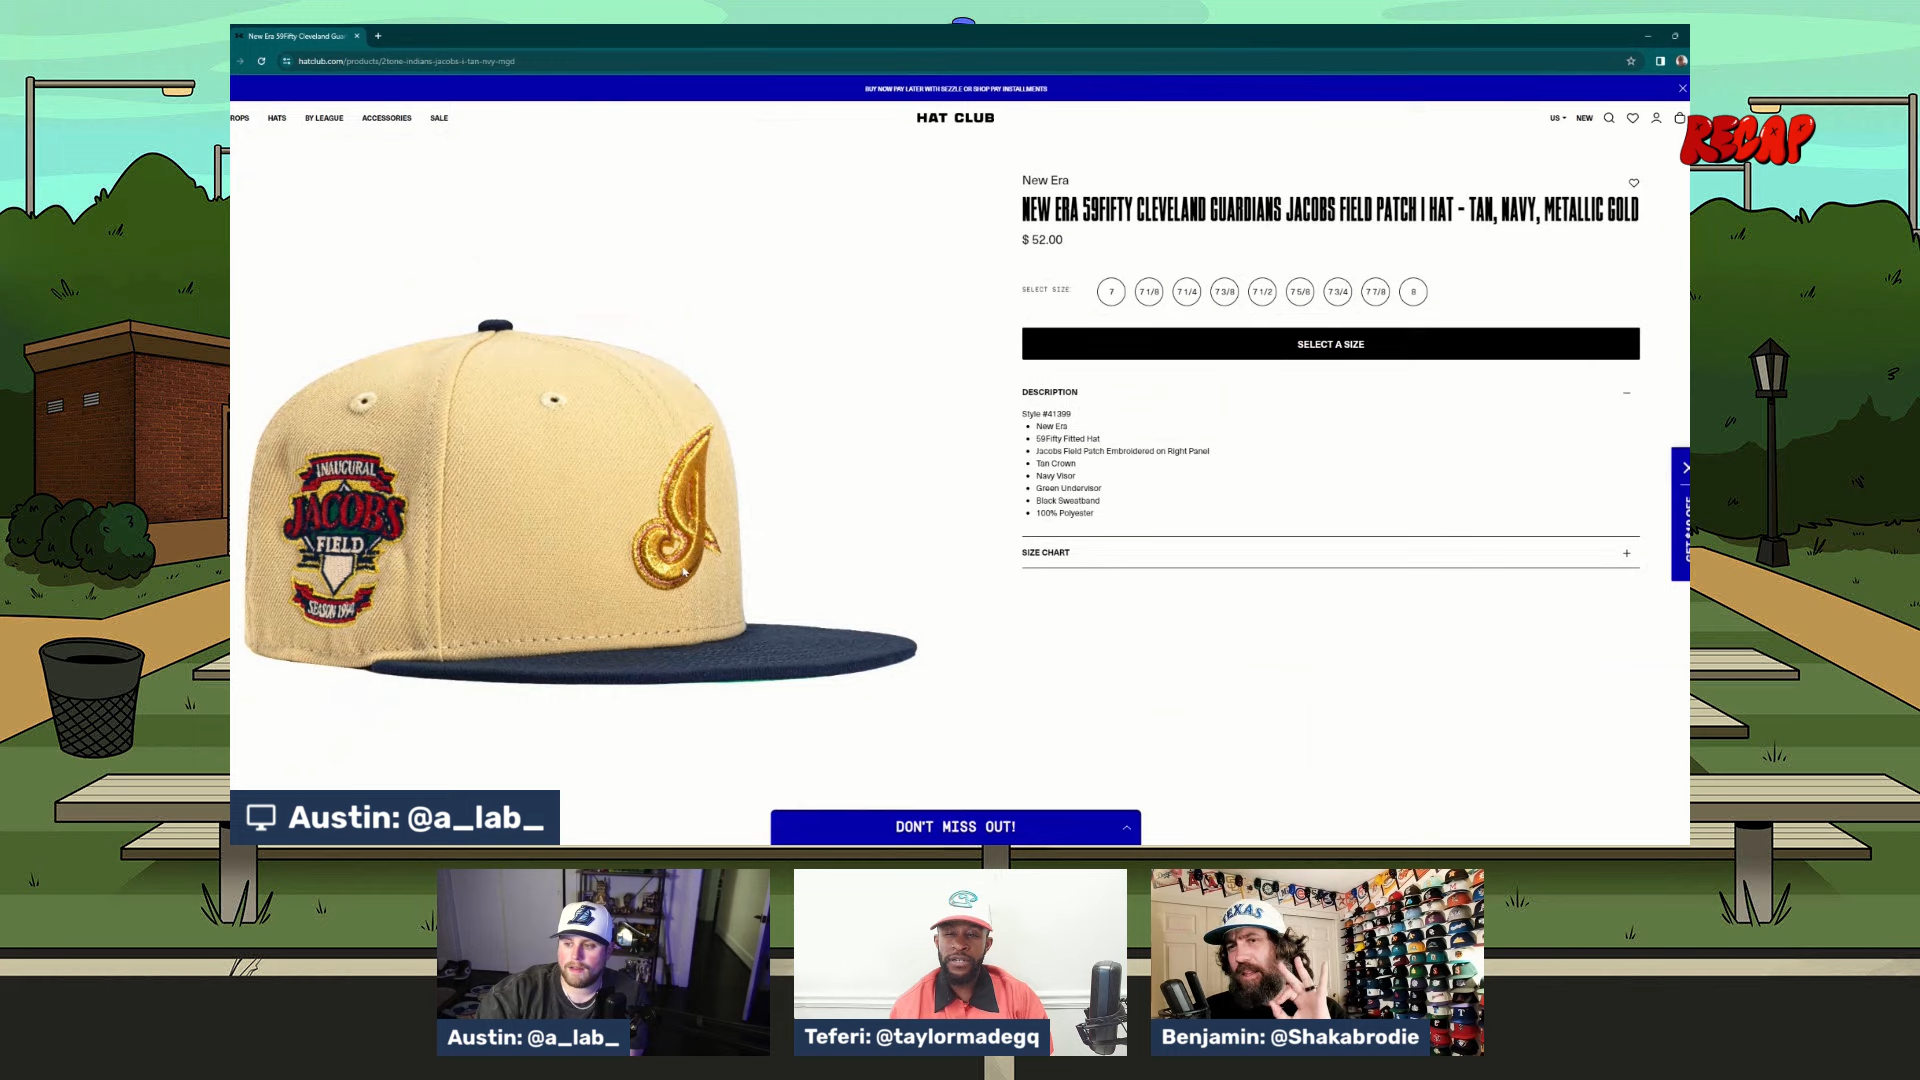 New Era 59Fifty Cleveland Gua
hatclub.com/products/2tone-indians-jacobs-i-tan-nvy-mgd
BUY NOW PAY LATER WITH SEZZLE OR SHOP PAY INSTALLMENTS
ROPS HATS BY LEAGUE ACCESSORIES SALE
HAT CLUB
US NEW
RECAP
New Era
NEW ERA 59FIFTY CLEVELAND GUARDIANS JACOBS FIELD PATCH I HAT - TAN, NAVY, METALLIC GOLD
$ 52.00
SELECT SIZE: 7 7 1/8 7 1/4 7 3/8 7 1/2 7 5/8 7 3/4 7 7/8 8
SELECT A SIZE
DESCRIPTION
Style #41399
New Era
59Fifty Fitted Hat
Jacobs Field Patch Embroidered on Right Panel
Tan Crown
Navy Visor
Green Undervisor
Black Sweatband
100% Polyester
SIZE CHART
INAUGURAL
JACOBS
FIELD
SEASON 1994
DON'T MISS OUT!
Austin: @a_lab_
TEXAS
Austin: @a_lab_
Teferi: @taylormadegq
Benjamin: @Shakabrodie